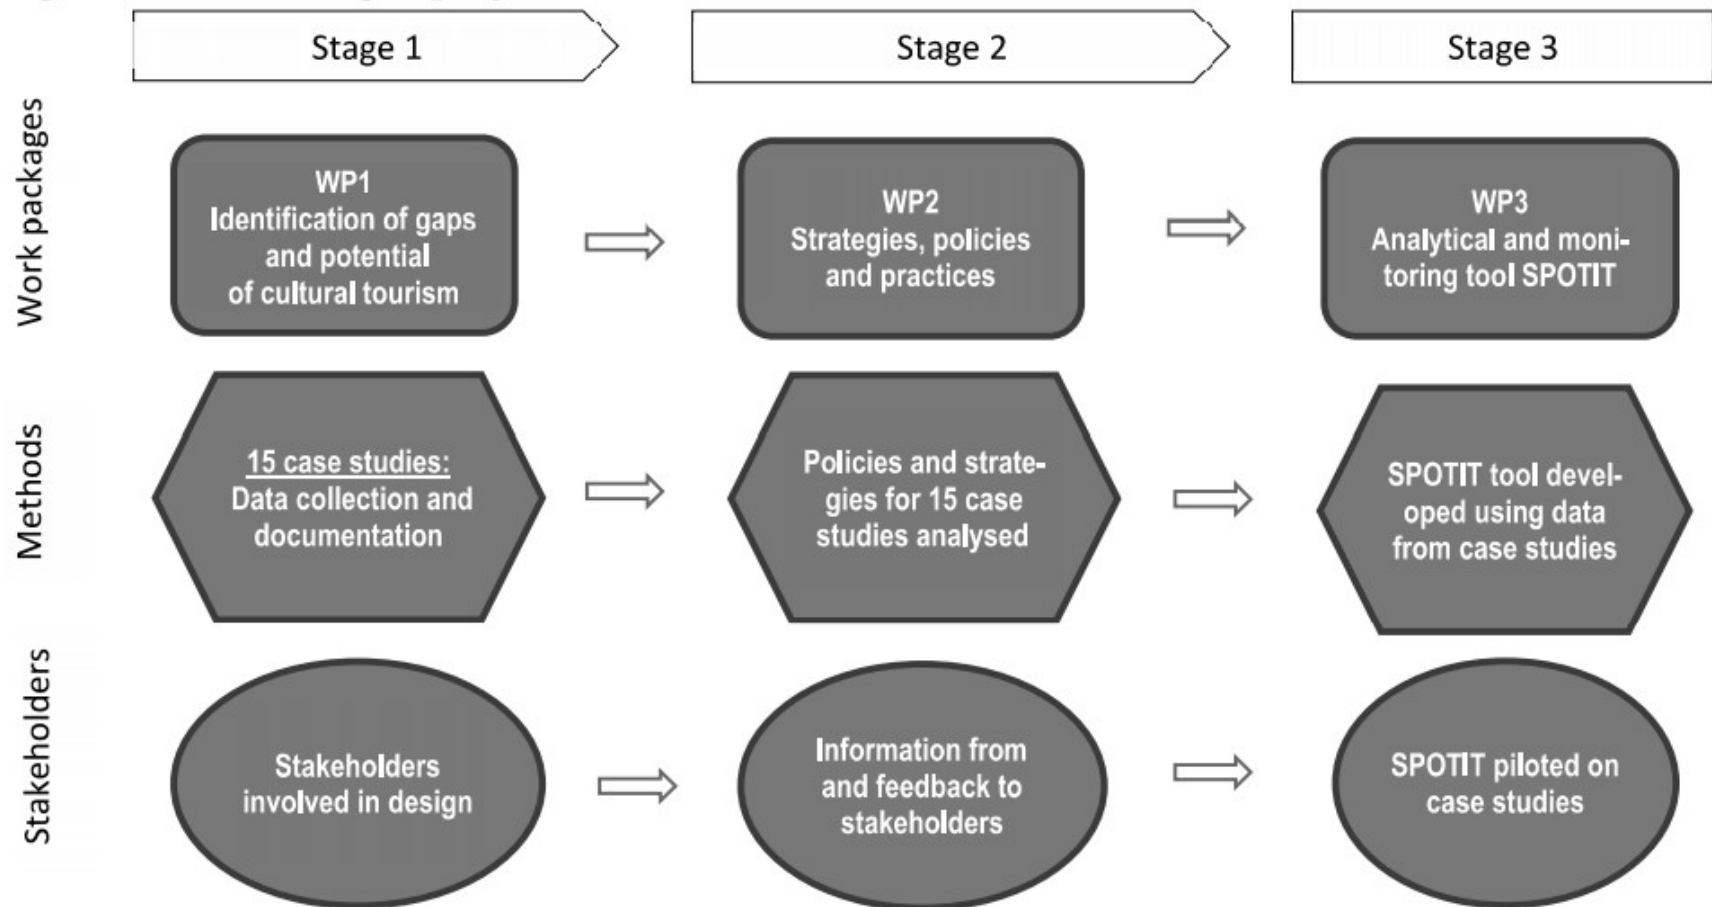 Stage 1
Stage 2
Stage 3
Work packages
WP1
Identification of gaps
and potential
of cultural tourism
WP2
Strategies, policies
and practices
WP3
Analytical and moni-
toring tool SPOTIT
Methods
15 case studies:
Data collection and
documentation
Policies and strate-
gies for 15 case
studies analysed
SPOTIT tool devel-
oped using data
from case studies
Stakeholders
Stakeholders
involved in design
Information from
and feedback to
stakeholders
SPOTIT piloted on
case studies